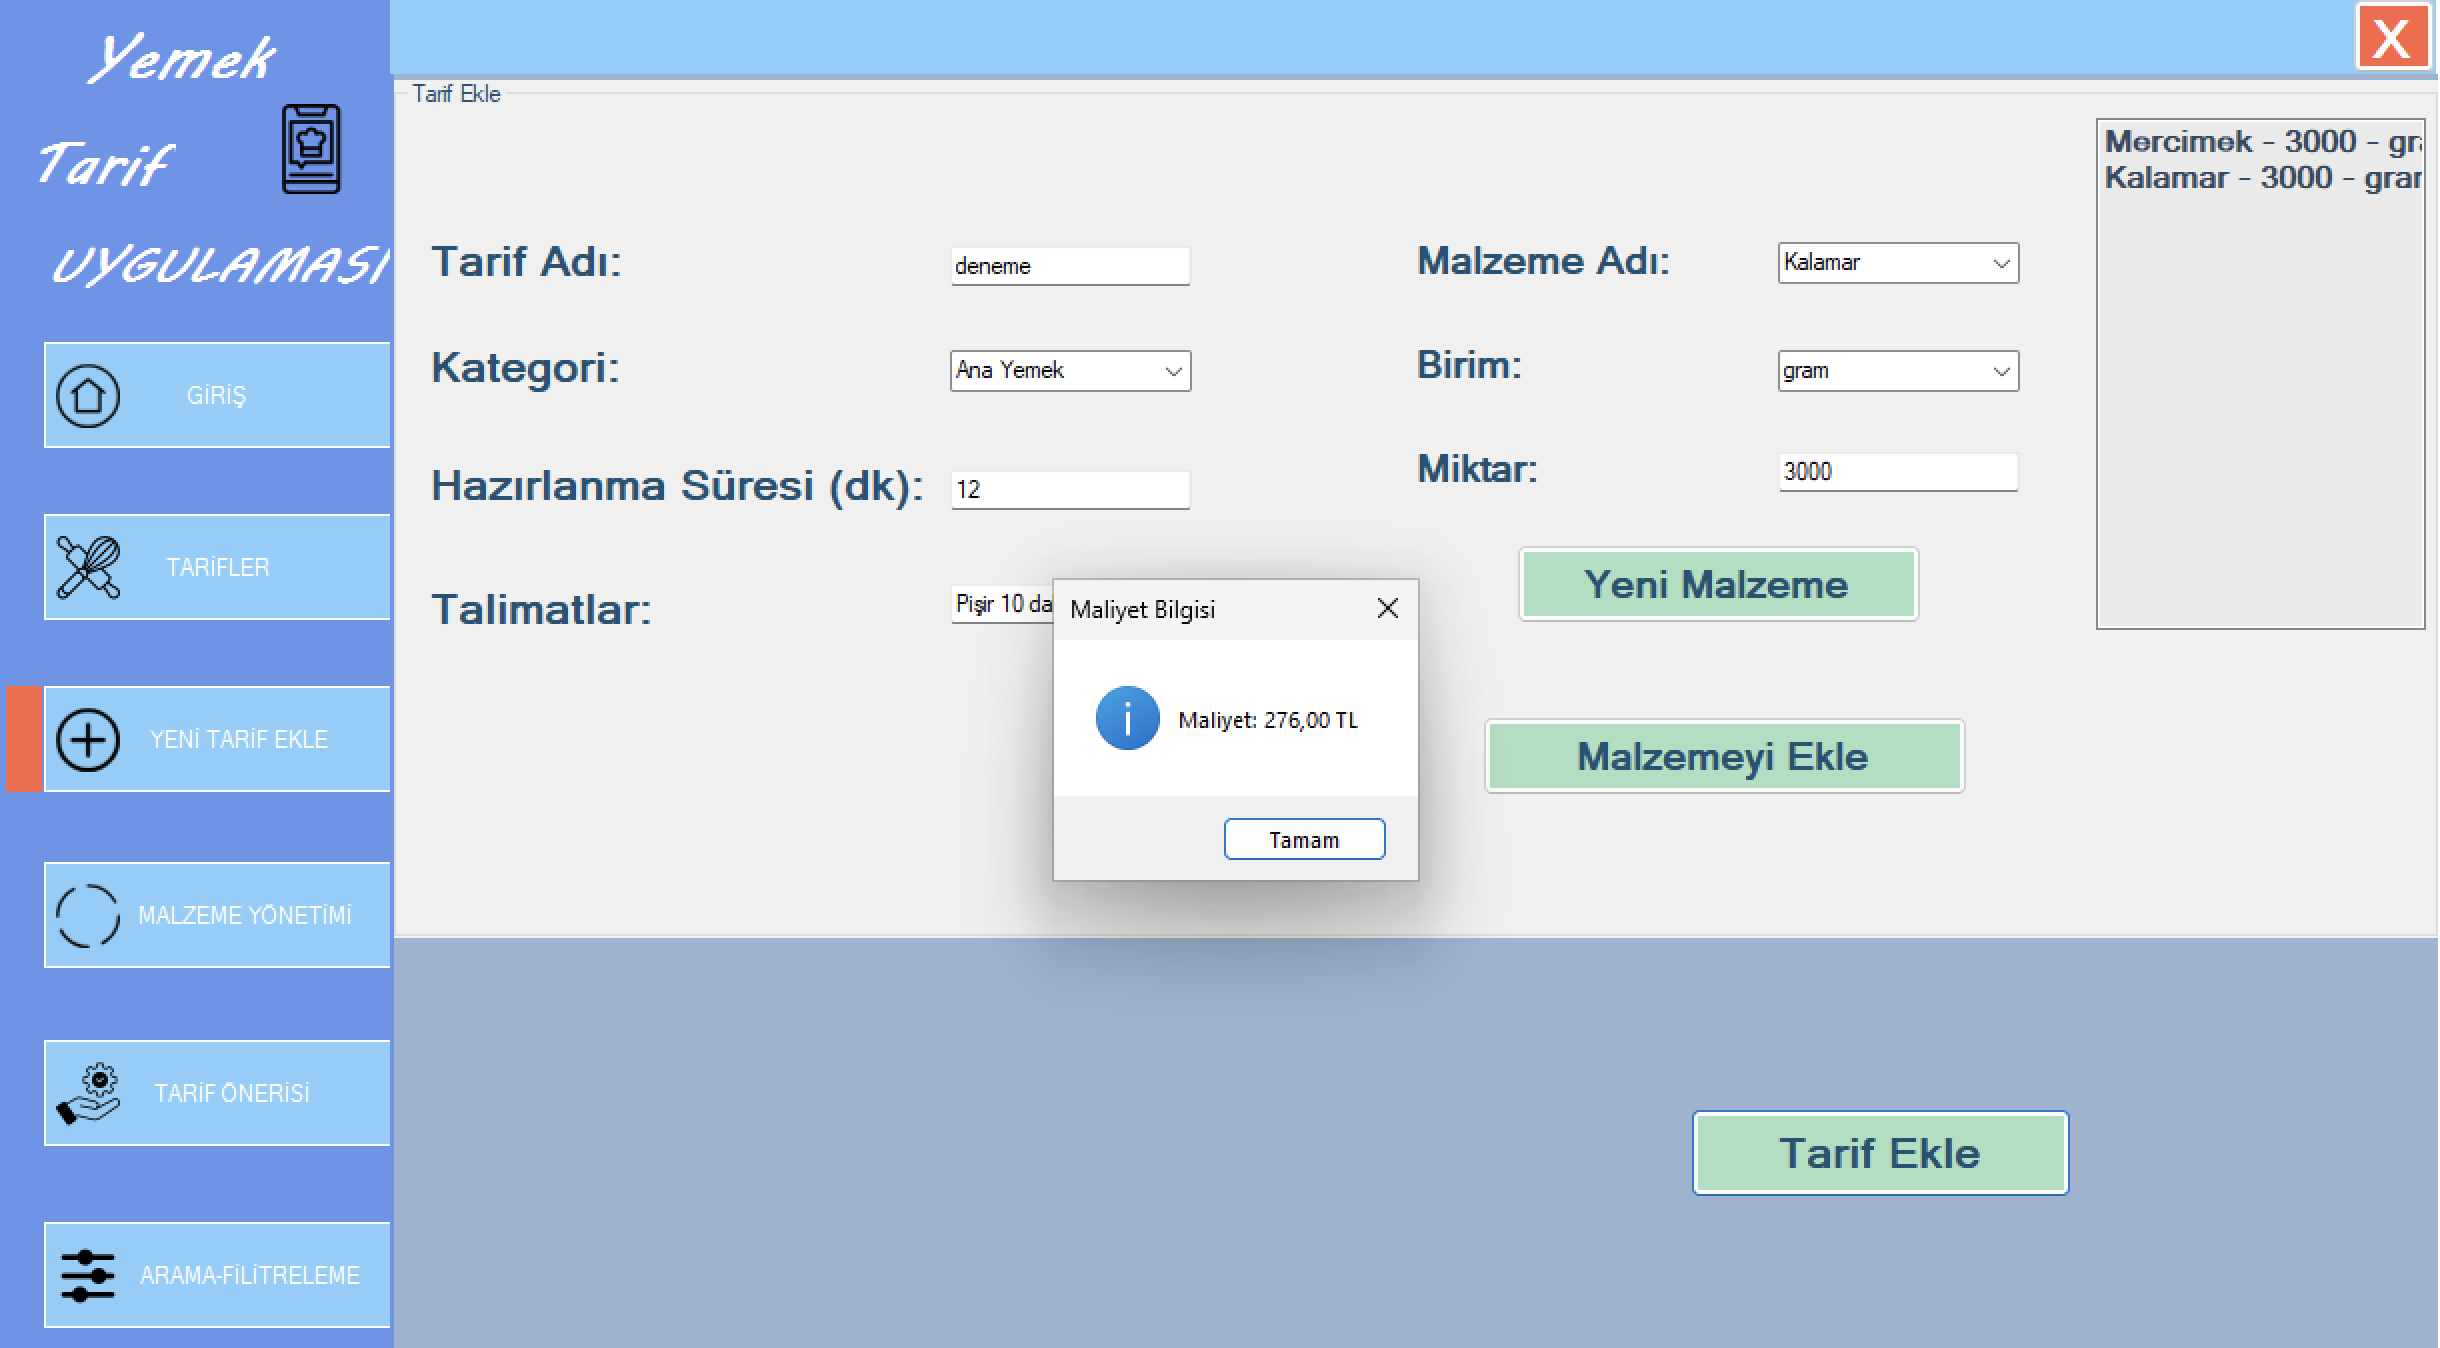 Yemek
Tarif
UYGULAMASI
GİRİŞ
TARİFLER
YENİ TARİF EKLE
MALZEME YÖNETİMİ
TARİF ÖNERİSİ
ARAMA-FİLİTRELEME
X
Tarif Ekle
Tarif Adı:
deneme
Kategori:
Ana Yemek
Hazırlanma Süresi (dk):
12
Talimatlar:
Pişir 10 da
Malzeme Adı:
Kalamar
Birim:
gram
Miktar:
3000
Yeni Malzeme
Malzemeyi Ekle
Mercimek - 3000 - gra
Kalamar - 3000 - gram
Maliyet Bilgisi
Maliyet: 276,00 TL
Tamam
Tarif Ekle